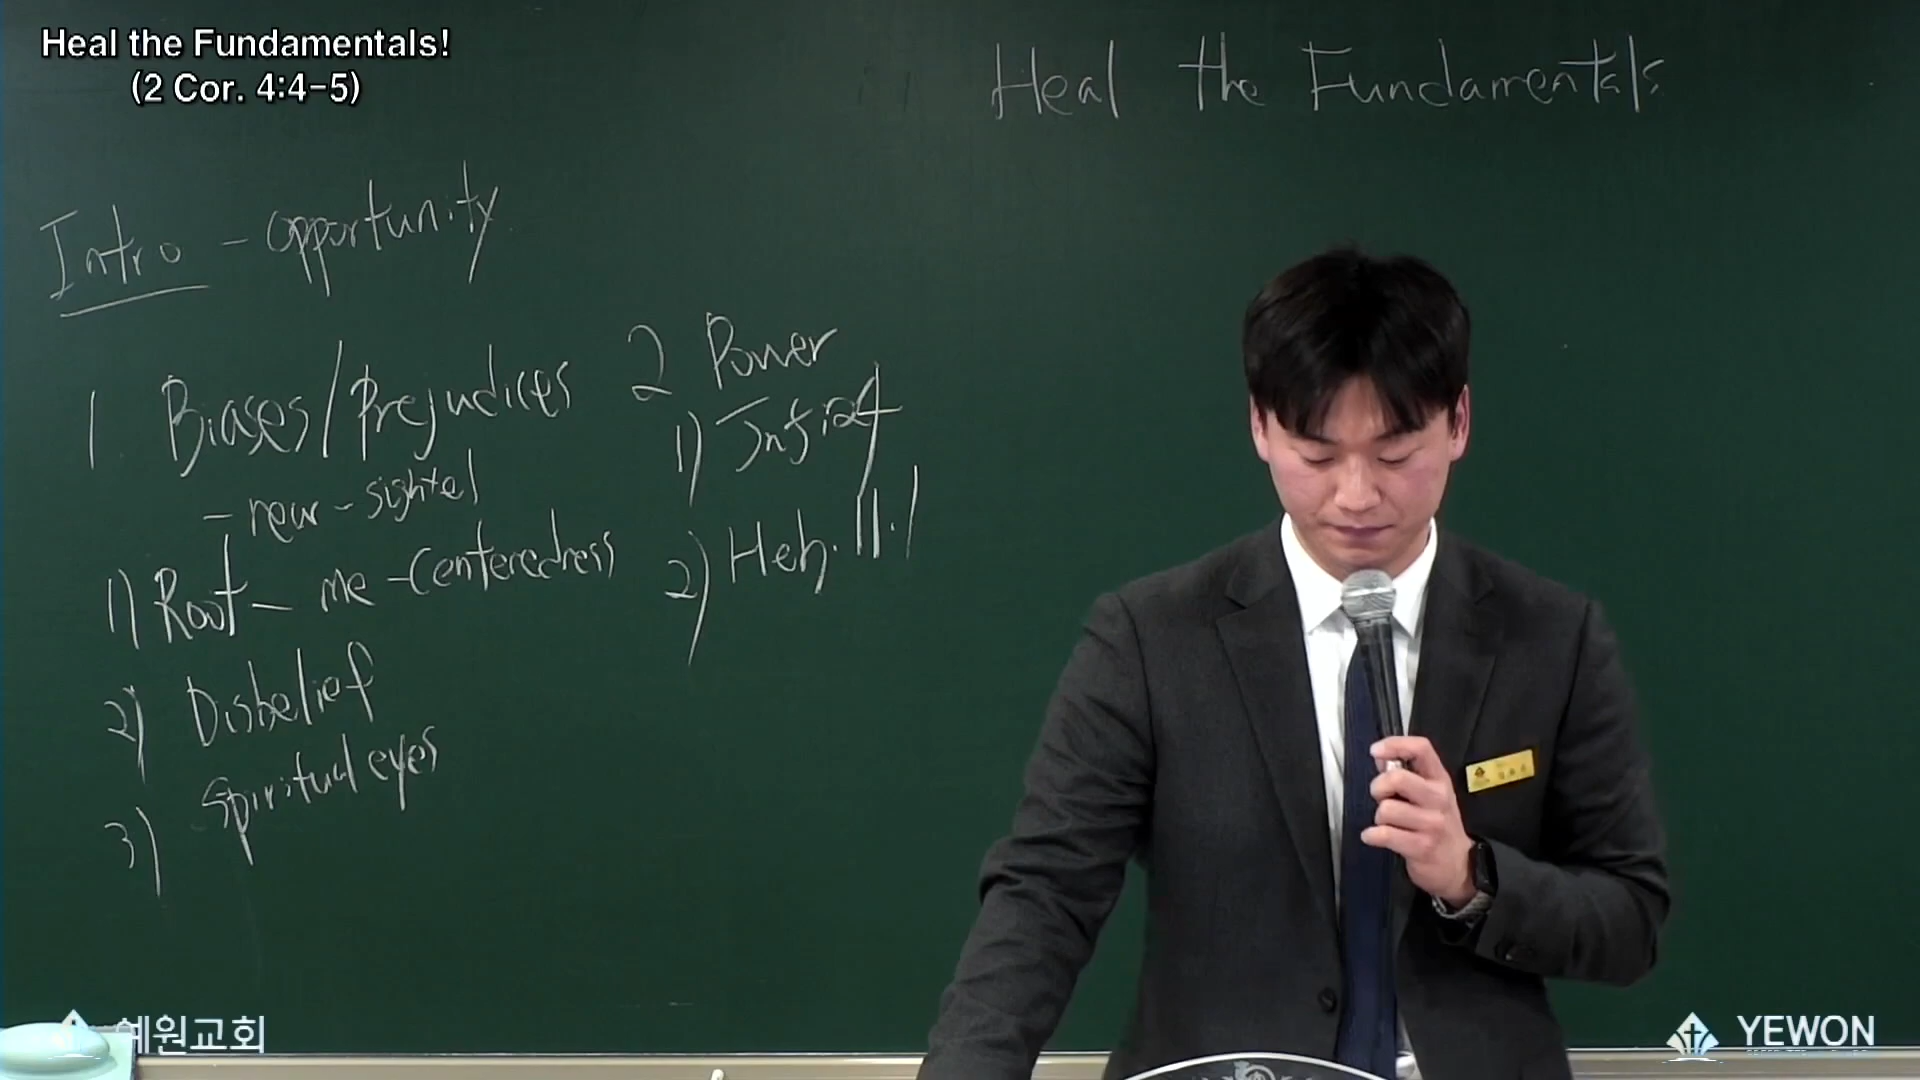 Heal the Fundamentals!
(2 Cor. 4:4-5)
Heal the Fundamentals
Intro - opportunity
1 Biases/Prejudices
- near-sighted
1) Root - me-Centeredness
2) Disbelief
3) Spiritual eyes
2 Power
1)
2) Heb. 11:1
예원교회
YEWON